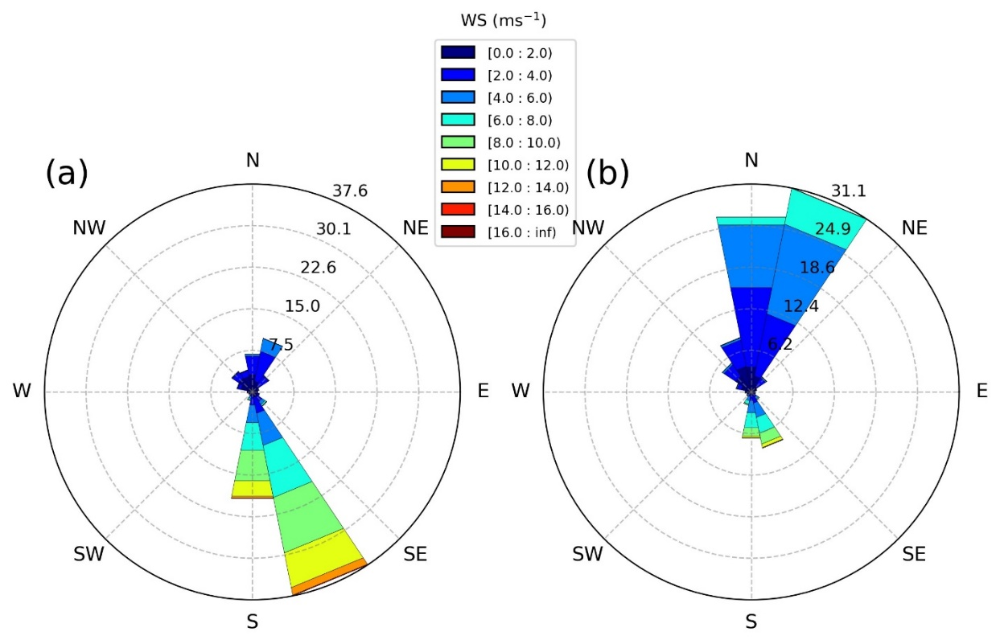 WS (ms⁻¹)
[0.0 : 2.0)
[2.0 : 4.0)
[4.0 : 6.0)
[6.0 : 8.0)
[8.0 : 10.0)
[10.0 : 12.0)
[12.0 : 14.0)
[14.0 : 16.0)
[16.0 : inf)
(a)
N
NW
NE
W
E
SW
SE
S
37.6
30.1
22.6
15.0
7.5
(b)
N
NW
NE
W
E
SW
SE
S
31.1
24.9
18.6
12.4
6.2